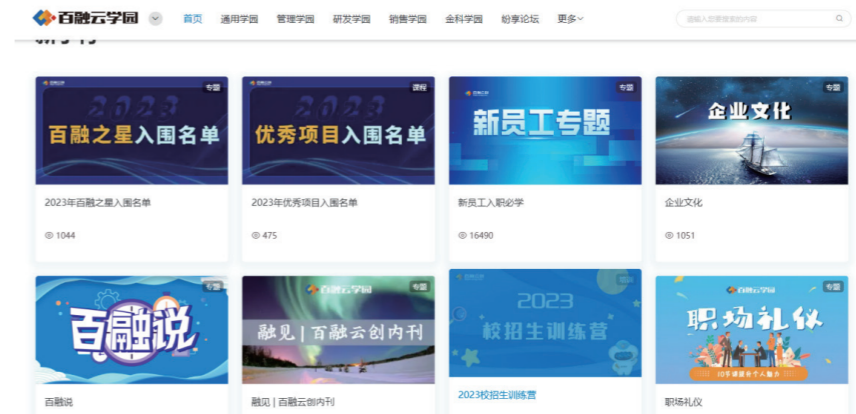 百融云学园
首页 通用学园 管理学园 研发学园 销售学园 金科学园 纷享论坛 更多
请输入您要搜索的内容
专题
2023
百融之星入围名单
2023年百融之星入围名单
1044
课程
2023
优秀项目入围名单
2023年优秀项目入围名单
475
专题
新员工专题
新员工入职必学
16490
专题
企业文化
企业文化
1051
专题
百融说
百融说
百融云学园
专题
融见|百融云创内刊
融见 | 百融云创内刊
2023
校招生训练营
2023校招生训练营
百融云学园
专题
职场礼仪
职场礼仪